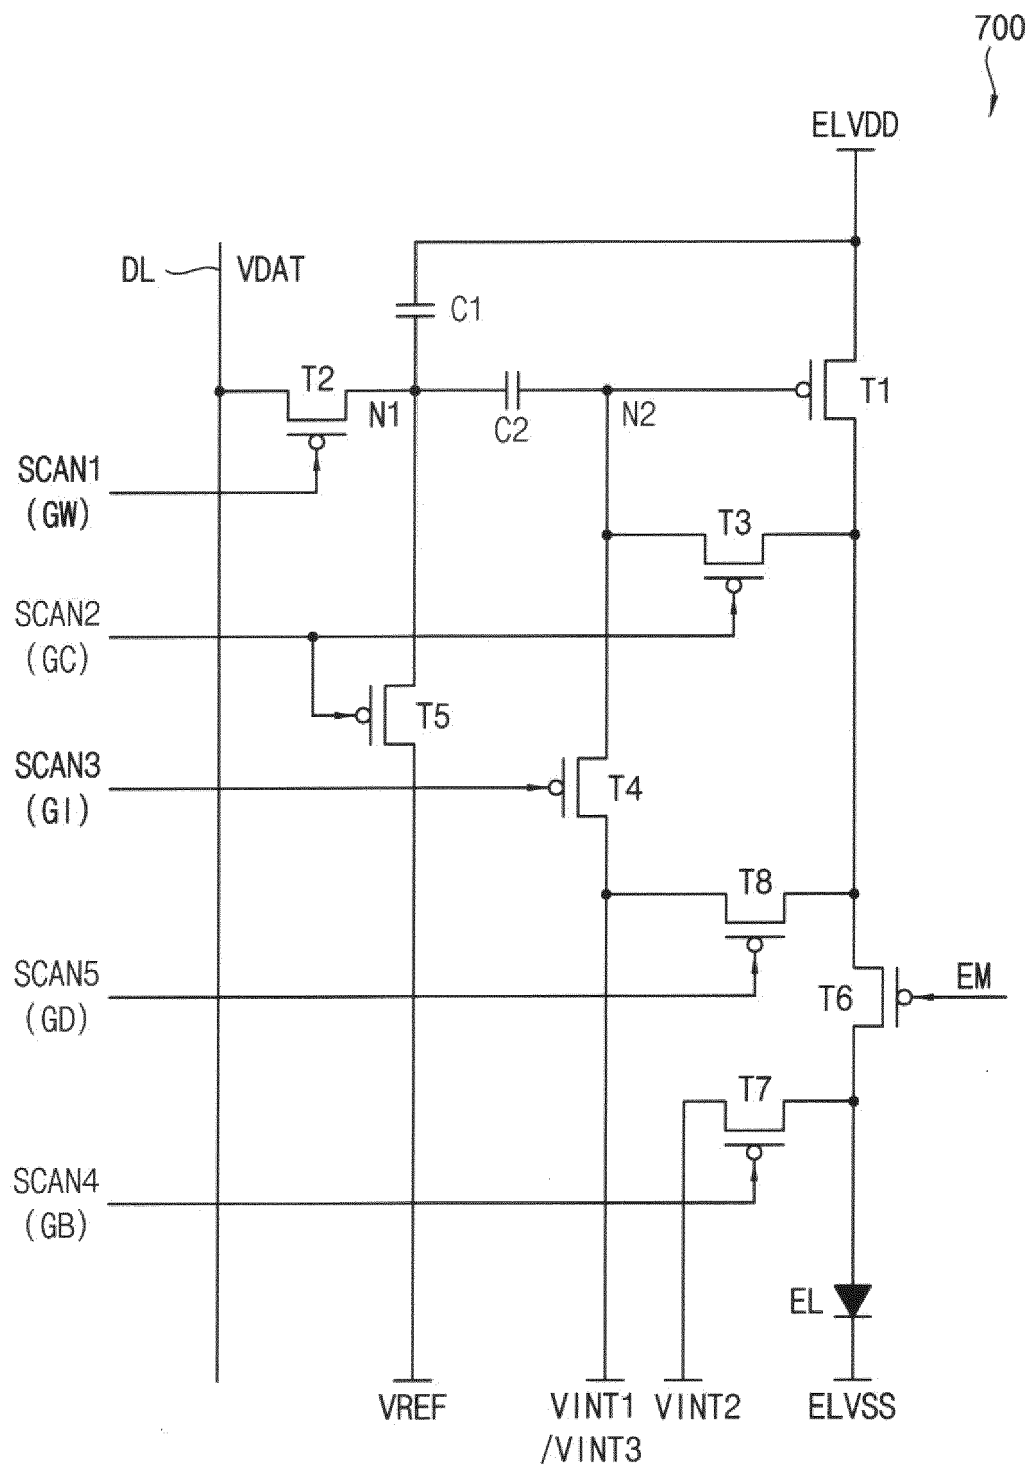 700
ELVDD
DL
VDAT
C1
T2
T1
N1
C2
N2
SCAN1
(GW)
T3
SCAN2
(GC)
T5
SCAN3
(GI)
T4
T8
SCAN5
(GD)
T6
EM
T7
SCAN4
(GB)
EL
VREF
VINT1
/VINT3
VINT2
ELVSS